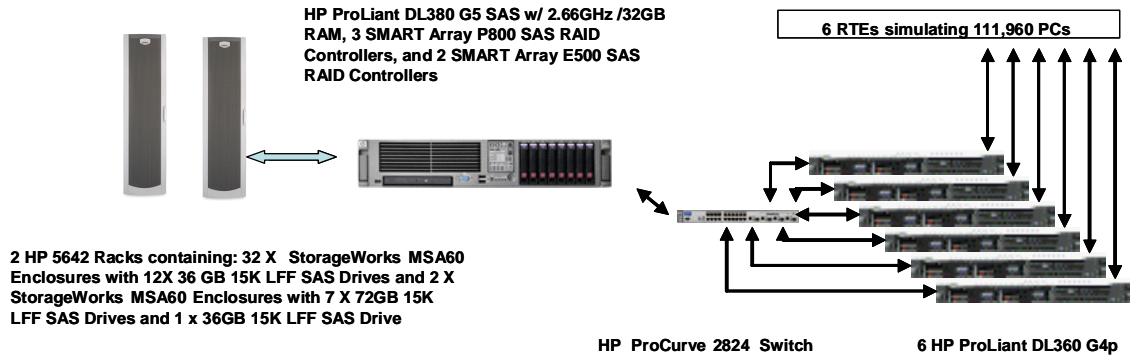 HP ProLiant DL380 G5 SAS w/ 2.66GHz /32GB
RAM, 3 SMART Array P800 SAS RAID
Controllers, and 2 SMART Array E500 SAS
RAID Controllers
6 RTEs simulating 111,960 PCs
2 HP 5642 Racks containing: 32 X StorageWorks MSA60
Enclosures with 12X 36 GB 15K LFF SAS Drives and 2 X
StorageWorks MSA60 Enclosures with 7 X 72GB 15K
LFF SAS Drives and 1 x 36GB 15K LFF SAS Drive
HP ProCurve 2824 Switch
6 HP ProLiant DL360 G4p